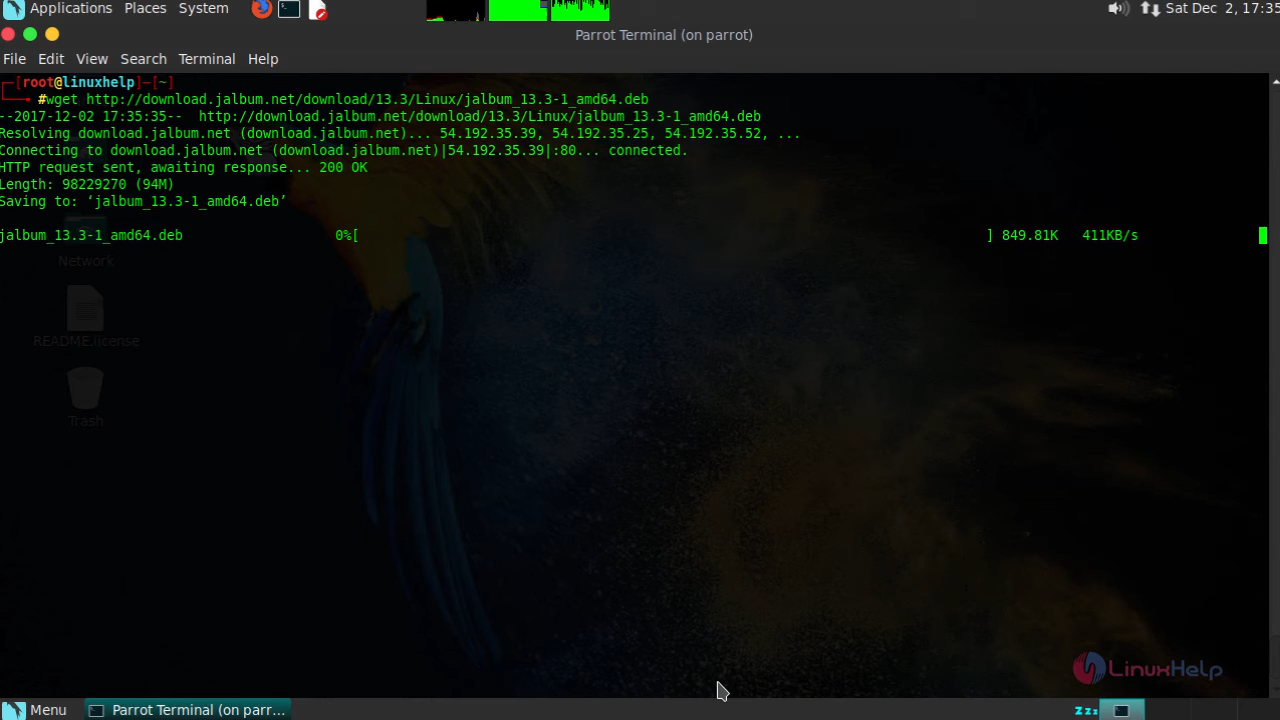 Applications Places System
Sat Dec 2, 17:35
Parrot Terminal (on parrot)
File Edit View Search Terminal Help
┌─[root@linuxhelp]─[~]
└──╼ #wget http://download.jalbum.net/download/13.3/Linux/jalbum_13.3-1_amd64.deb
--2017-12-02 17:35:35--  http://download.jalbum.net/download/13.3/Linux/jalbum_13.3-1_amd64.deb
Resolving download.jalbum.net (download.jalbum.net)... 54.192.35.39, 54.192.35.25, 54.192.35.52, ...
Connecting to download.jalbum.net (download.jalbum.net)|54.192.35.39|:80... connected.
HTTP request sent, awaiting response... 200 OK
Length: 98229270 (94M)
Saving to: ‘jalbum_13.3-1_amd64.deb’
jalbum_13.3-1_amd64.deb 0%[ ] 849.81K 411KB/s
Network
README.license
Trash
LinuxHelp
Menu Parrot Terminal (on parr...
zzz